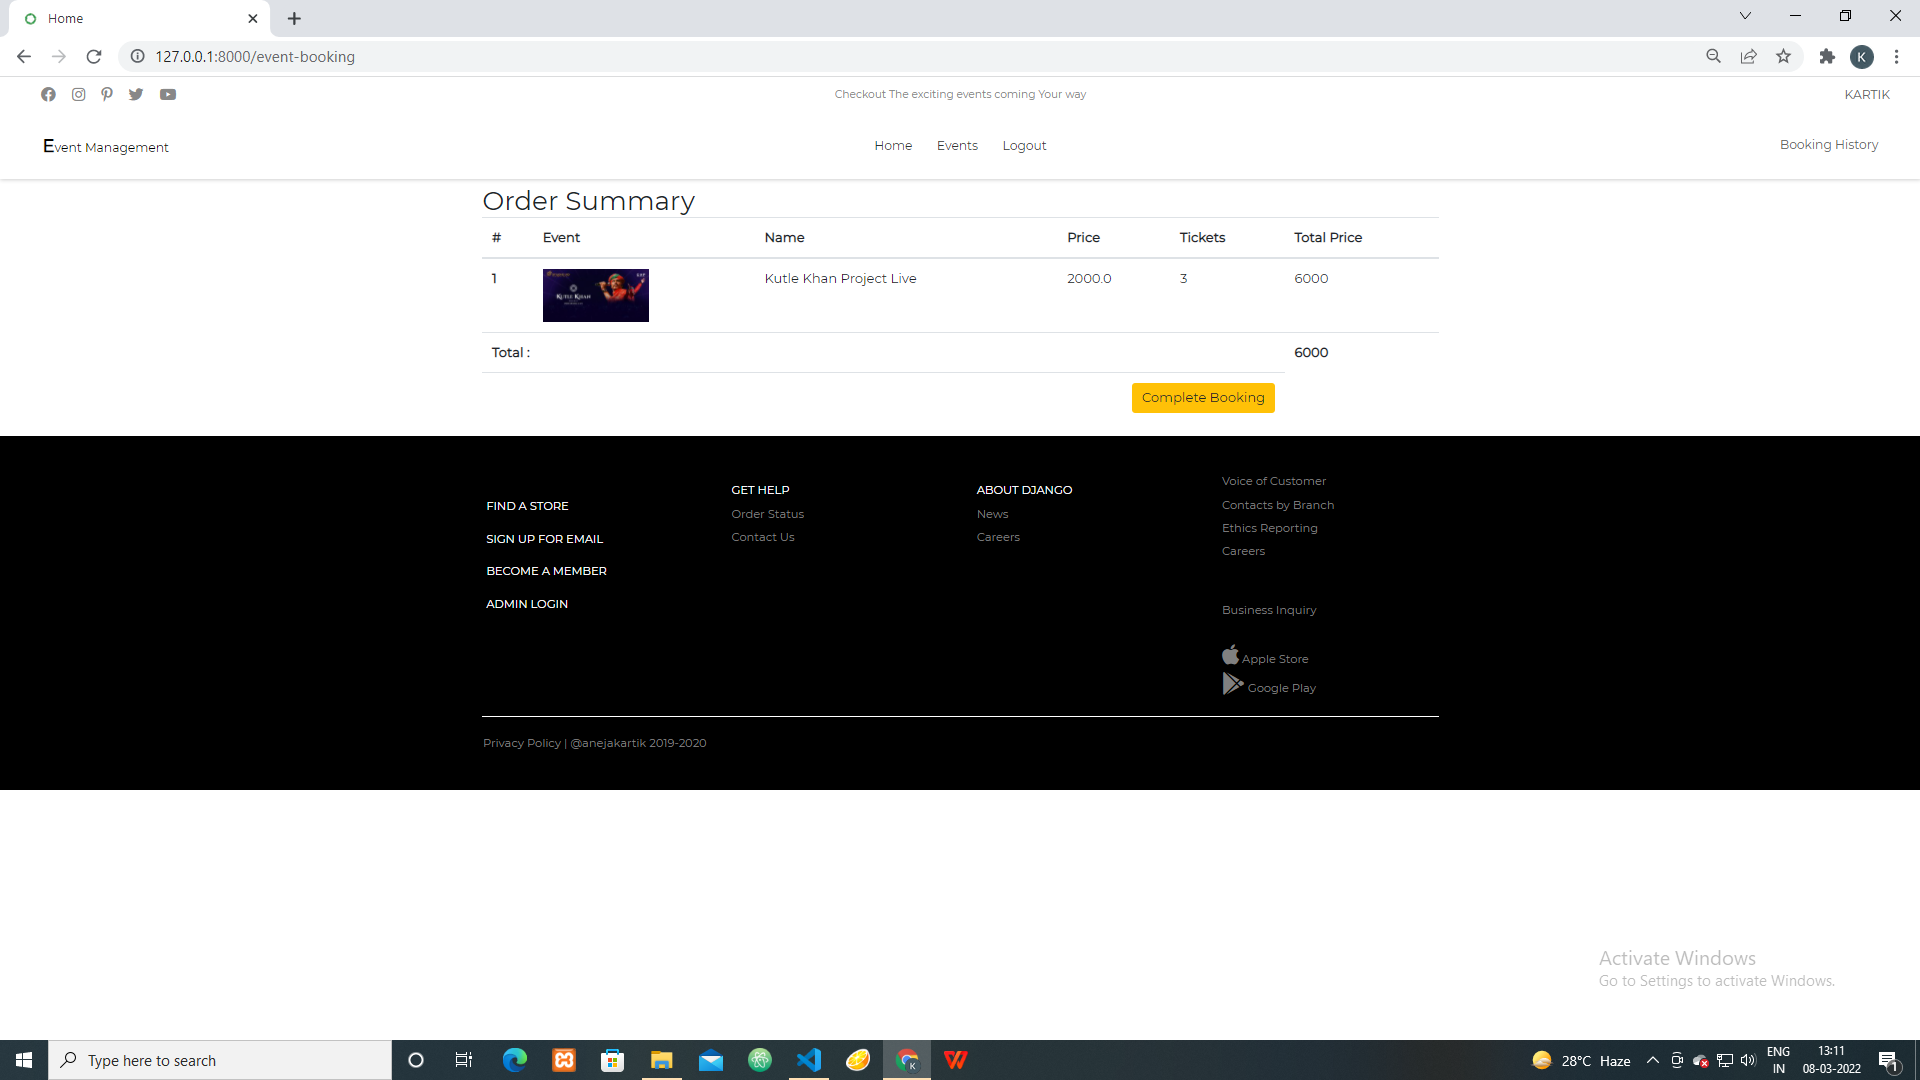 Home
127.0.0.1:8000/event-booking
K
Checkout The exciting events coming Your way
KARTIK
Event Management
Home
Events
Logout
Booking History
Order Summary
# Event Name Price Tickets Total Price
1 Kutle Khan Project Live 2000.0 3 6000
KUTLE KHAN
Total : 6000
Complete Booking
FIND A STORE
SIGN UP FOR EMAIL
BECOME A MEMBER
ADMIN LOGIN
GET HELP
Order Status
Contact Us
ABOUT DJANGO
News
Careers
Voice of Customer
Contacts by Branch
Ethics Reporting
Careers
Business Inquiry
Apple Store
Google Play
Privacy Policy | @anejakartik 2019-2020
Activate Windows
Go to Settings to activate Windows.
Type here to search
K
28°C Haze
ENG
IN
13:11
08-03-2022
1